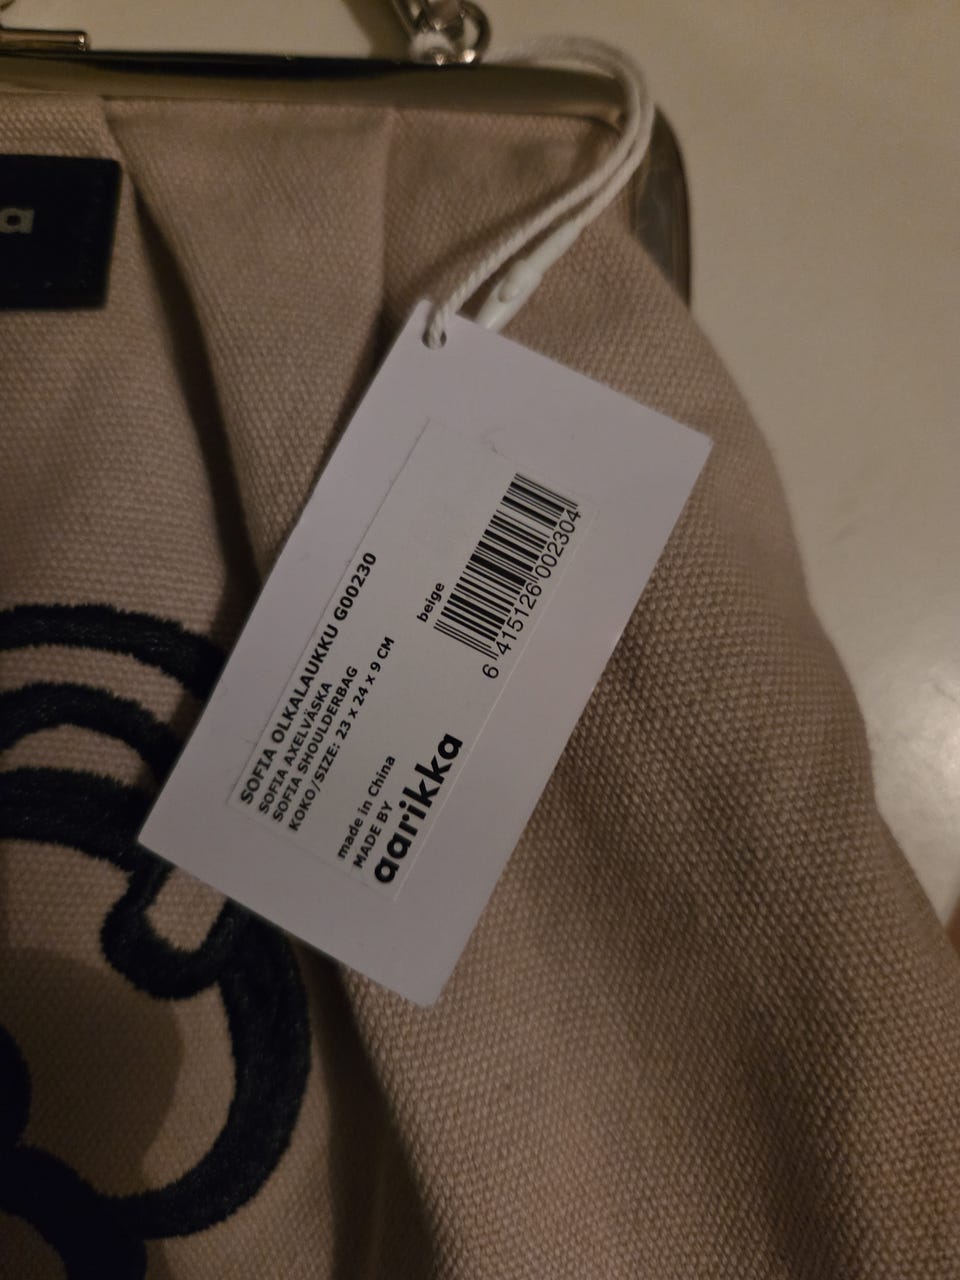 a
SOFIA OLKALAUKKU G00230
SOFIA AXELVÄSKA
SOFIA SHOULDERBAG
KOKO/SIZE: 23 x 24 x 9 CM
beige
6 415126 002304
made in China
MADE BY
aarikka